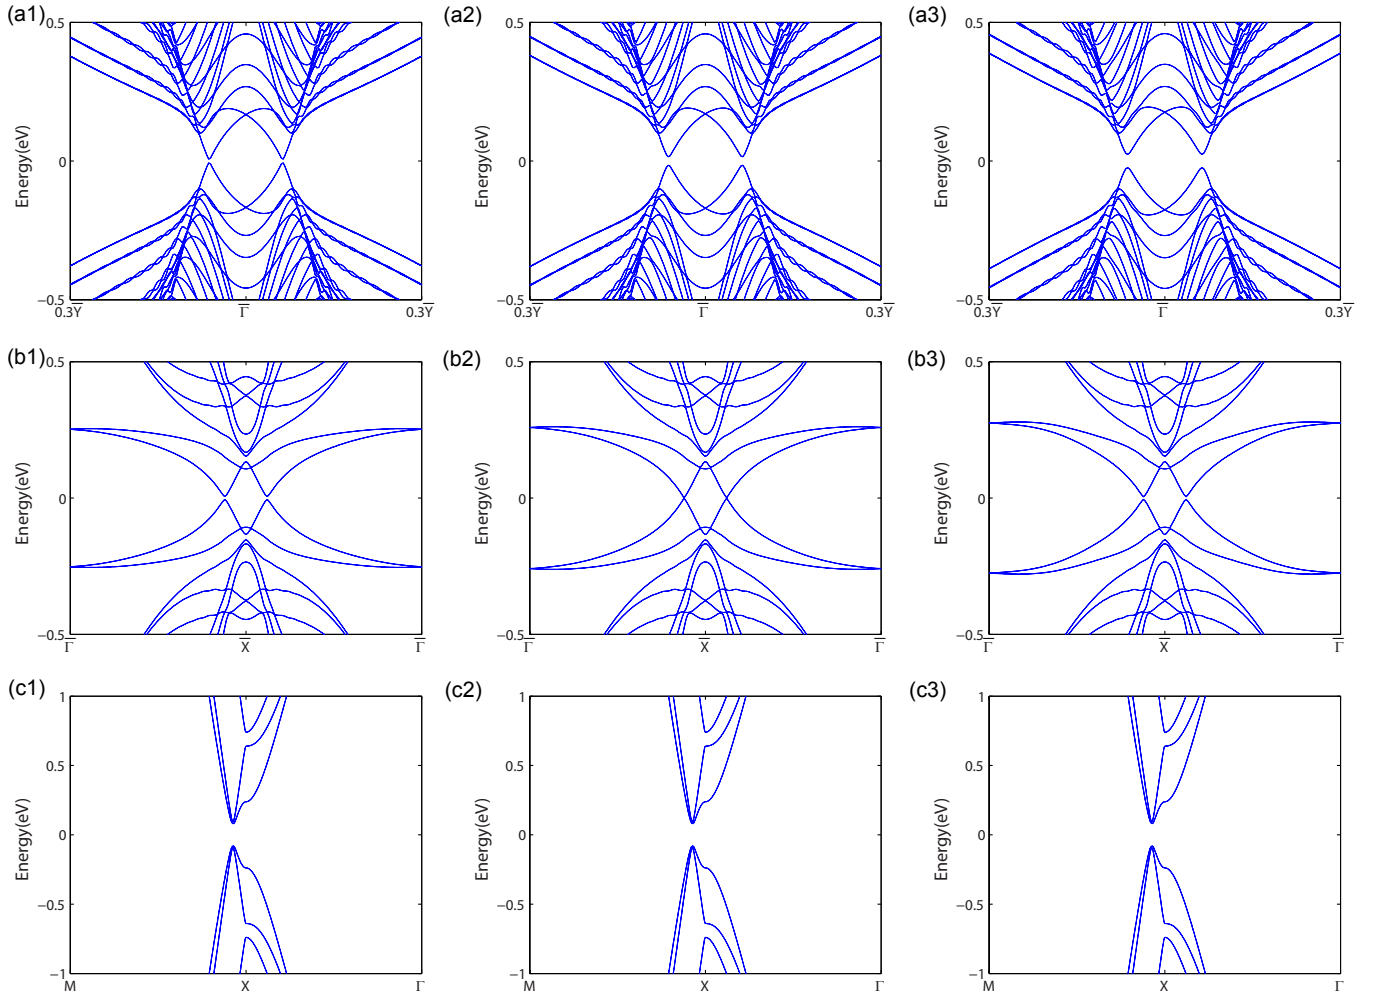 (a1) (a2) (a3)
0.5 0.5 0.5
Energy(eV) Energy(eV) Energy(eV)
0 0 0
−0.5 −0.5 −0.5
0.3Y̅ Γ̅ 0.3Y̅ 0.3Y̅ Γ̅ 0.3Y̅ 0.3Y̅ Γ̅ 0.3Y̅
(b1) (b2) (b3)
0.5 0.5 0.5
Energy(eV) Energy(eV) Energy(eV)
0 0 0
−0.5 −0.5 −0.5
Γ̅ X̅ Γ̅ Γ̅ X̅ Γ̅ Γ̅ X̅ Γ̅
(c1) (c2) (c3)
1 1 1
0.5 0.5 0.5
Energy(eV) Energy(eV) Energy(eV)
0 0 0
−0.5 −0.5 −0.5
−1 −1 −1
M X Γ M X Γ M X Γ